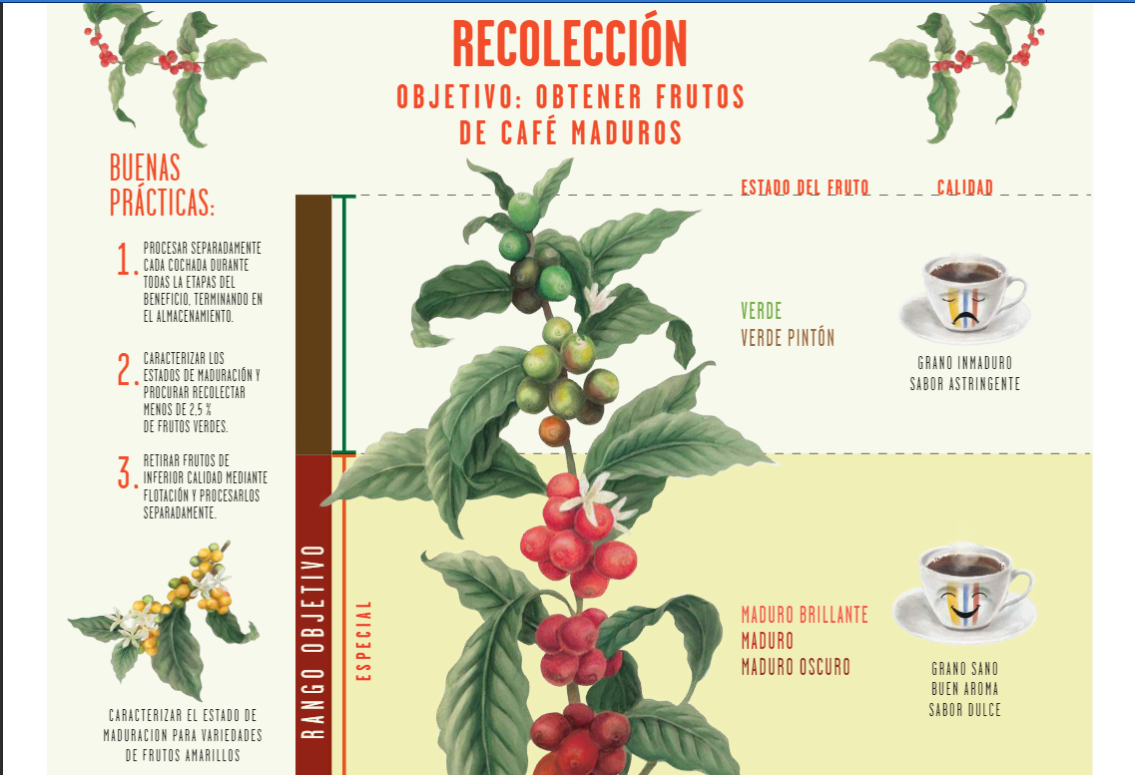 RECOLECCIÓN
OBJETIVO: OBTENER FRUTOS
DE CAFÉ MADUROS
BUENAS
PRÁCTICAS:
1. PROCESAR SEPARADAMENTE
CADA COCHADA DURANTE
TODAS LA ETAPAS DEL
BENEFICIO, TERMINANDO EN
EL ALMACENAMIENTO.
2. CARACTERIZAR LOS
ESTADOS DE MADURACIÓN Y
PROCURAR RECOLECTAR
MENOS DE 2,5 %
DE FRUTOS VERDES.
3. RETIRAR FRUTOS DE
INFERIOR CALIDAD MEDIANTE
FLOTACIÓN Y PROCESARLOS
SEPARADAMENTE.
CARACTERIZAR EL ESTADO DE
MADURACION PARA VARIEDADES
DE FRUTOS AMARILLOS
RANGO OBJETIVO
ESPECIAL
ESTADO DEL FRUTO
CALIDAD
VERDE
VERDE PINTÓN
GRANO INMADURO
SABOR ASTRINGENTE
MADURO BRILLANTE
MADURO
MADURO OSCURO
GRANO SANO
BUEN AROMA
SABOR DULCE